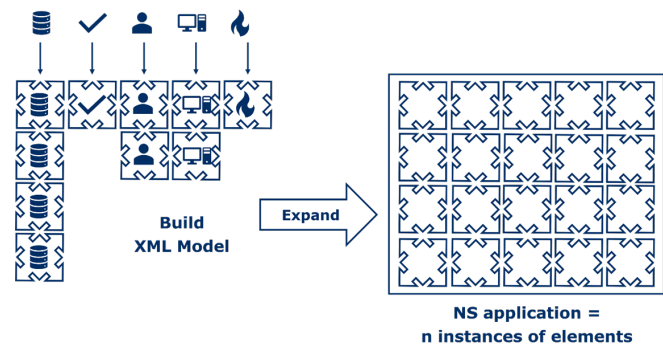 Build
XML Model
Expand
NS application =
n instances of elements